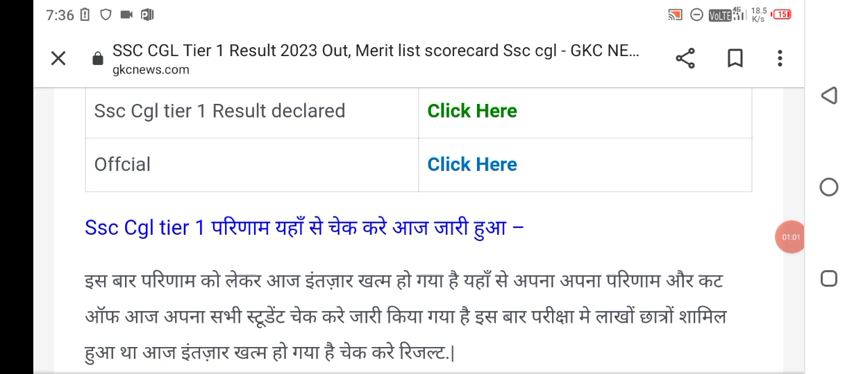 7:36
VoLTE 4G 18.5 K/s 15
SSC CGL Tier 1 Result 2023 Out, Merit list scorecard Ssc cgl - GKC NE...
gkcnews.com
Ssc Cgl tier 1 Result declared Click Here
Offcial Click Here
Ssc Cgl tier 1 परिणाम यहाँ से चेक करे आज जारी हुआ –
01:01
इस बार परिणाम को लेकर आज इंतज़ार खत्म हो गया है यहाँ से अपना अपना परिणाम और कट
ऑफ आज अपना सभी स्टूडेंट चेक करे जारी किया गया है इस बार परीक्षा मे लाखों छात्रों शामिल
हुआ था आज इंतज़ार खत्म हो गया है चेक करे रिजल्ट.|